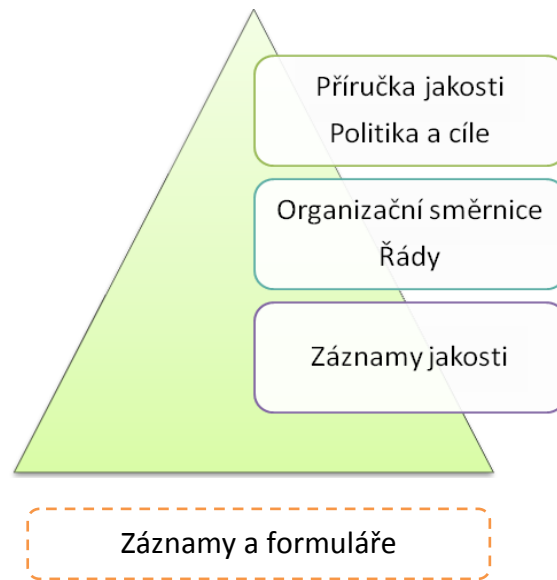 Příručka jakosti
Politika a cíle
Organizační směrnice
Řády
Záznamy jakosti
Záznamy a formuláře